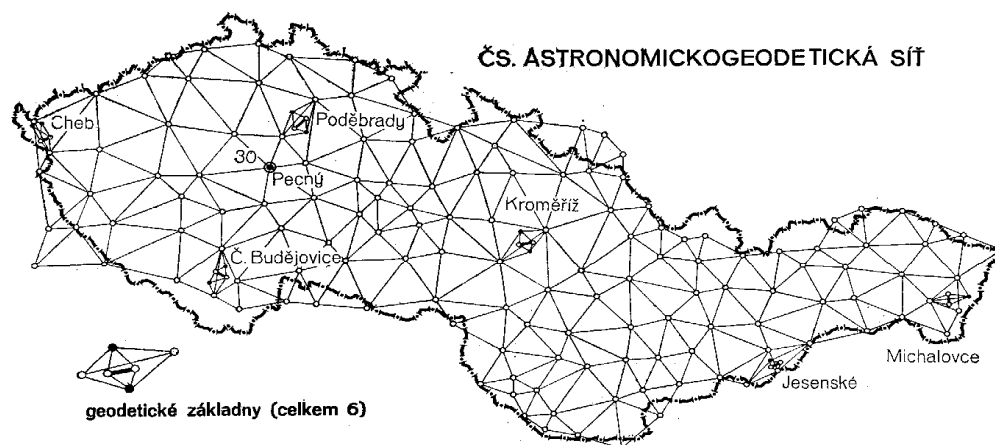 ČS. ASTRONOMICKOGEODETICKÁ SÍŤ
Cheb
Poděbrady
30
Pecný
Kroměříž
Č. Budějovice
Michalovce
Jesenské
geodetické základny (celkem 6)